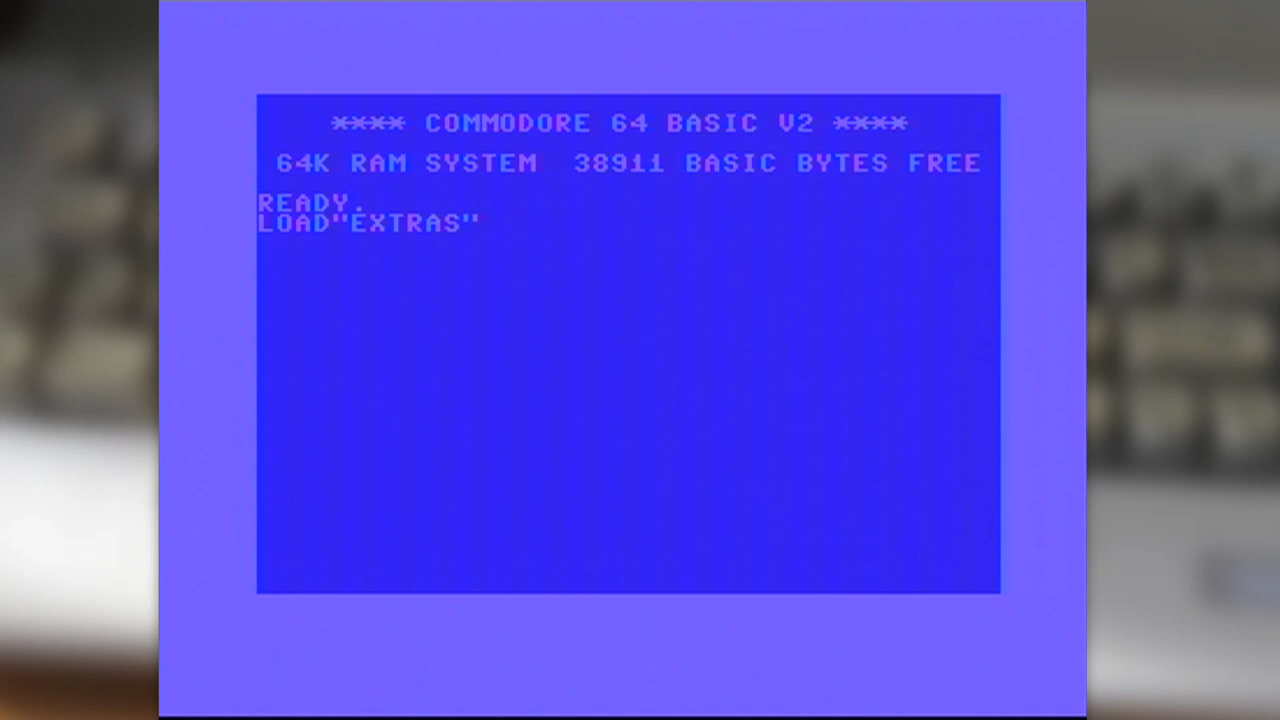 **** COMMODORE 64 BASIC V2 ****
64K RAM SYSTEM  38911 BASIC BYTES FREE
READY.
LOAD"EXTRAS"